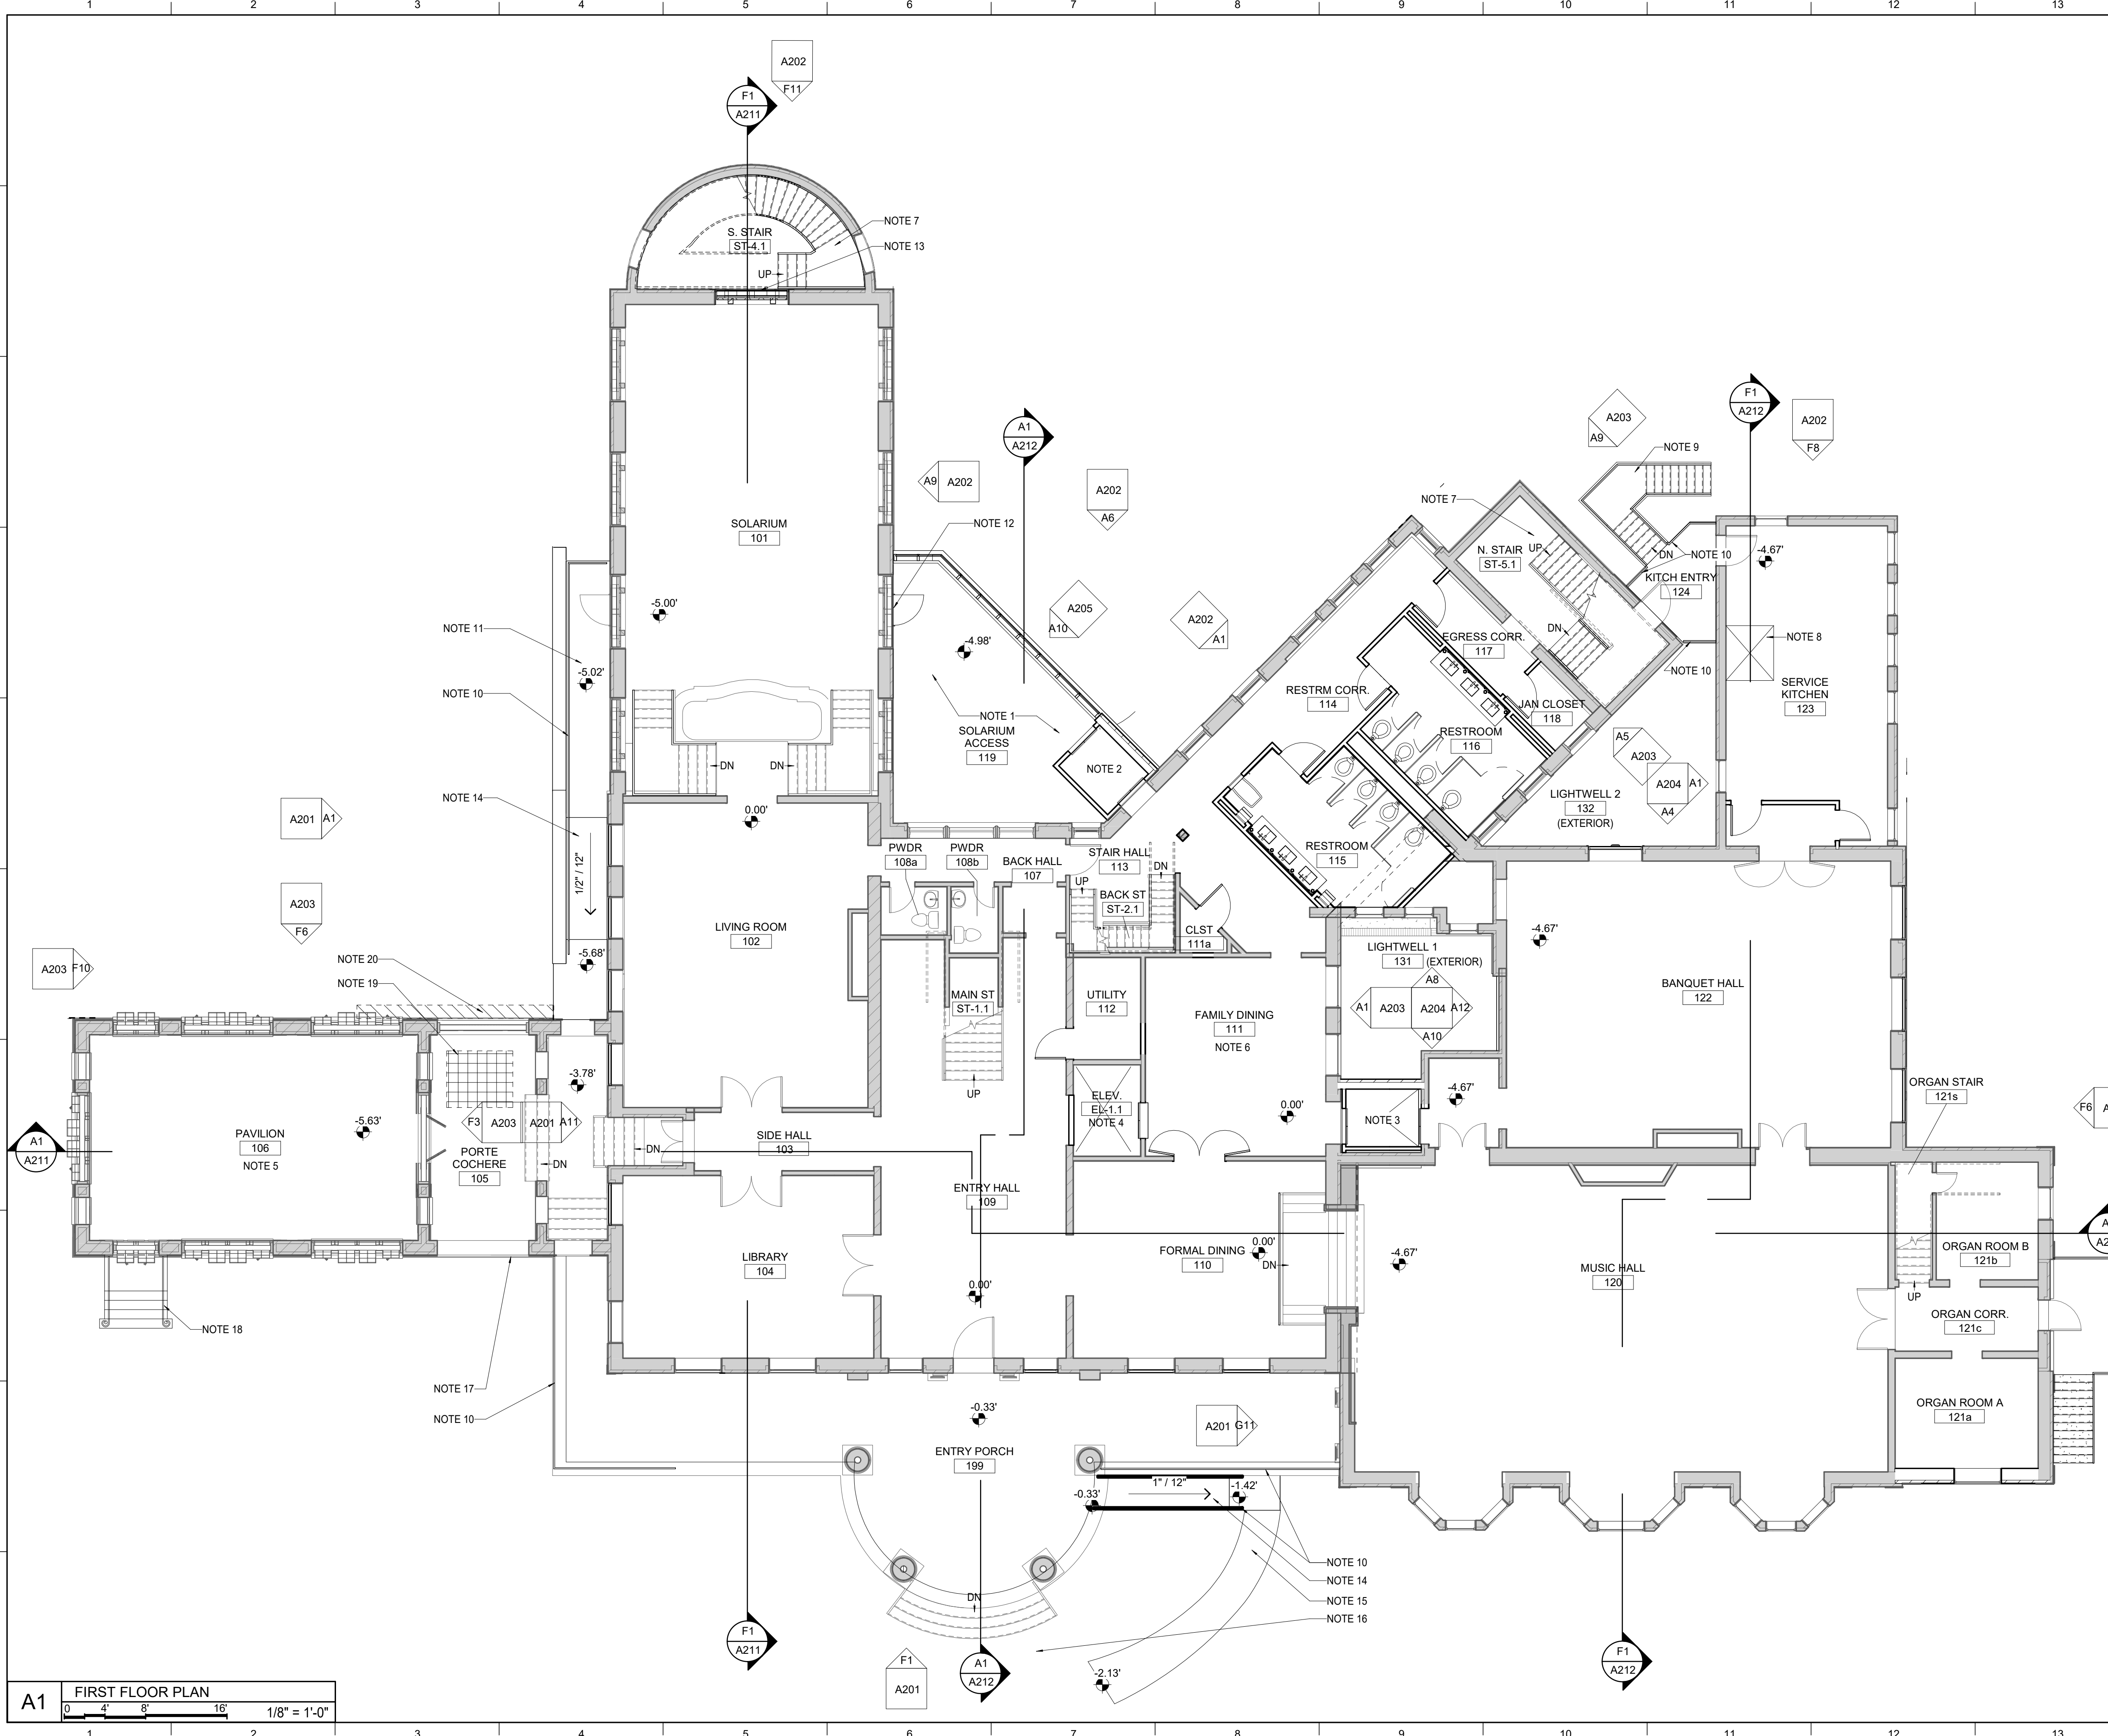 1 2 3 4 5 6 7 8 9 10 11 12 13
A202
F11
F1
A211
NOTE 7
S. STAIR
ST-4.1
NOTE 13
UP
F1
A212
A202
F8
A203
A9
A1
A212
NOTE 9
A9 A202
A202
A6
NOTE 7
NOTE 12
SOLARIUM
101
UP
N. STAIR
ST-5.1
DN
NOTE 10
-4.67'
KITCH ENTRY
124
-5.00'
A205
A10
A202
A1
NOTE 11
DN
NOTE 8
EGRESS CORR.
117
-4.98'
-5.02'
NOTE 10
NOTE 10
RESTRM CORR.
114
SERVICE
KITCHEN
123
JAN CLOSET
118
NOTE 1
SOLARIUM
ACCESS
119
RESTROOM
116
A5
A203
DN
DN
NOTE 2
A204 A1
A4
NOTE 14
LIGHTWELL 2
132
(EXTERIOR)
0.00'
A201 A1
PWDR
108a
PWDR
108b
BACK HALL
107
STAIR HALL
113
RESTROOM
115
1/2" / 12"
UP
DN
BACK ST
ST-2.1
A203
F6
LIVING ROOM
102
CLST
111a
-4.67'
LIGHTWELL 1
131
(EXTERIOR)
NOTE 20
A203 F10
-5.68'
NOTE 19
BANQUET HALL
122
MAIN ST
ST-1.1
UTILITY
112
A8
A1 A203
A204 A12
A10
FAMILY DINING
111
NOTE 6
-3.78'
UP
ORGAN STAIR
121s
ELEV.
EL-1.1
NOTE 4
-4.67'
0.00'
F6
F3 A203
A201 A11
-5.63'
NOTE 3
A1
A211
PAVILION
106
NOTE 5
SIDE HALL
103
DN
PORTE
COCHERE
105
DN
ENTRY HALL
109
LIBRARY
104
FORMAL DINING
110
0.00'
DN
-4.67'
MUSIC HALL
120
ORGAN ROOM B
121b
0.00'
UP
ORGAN CORR.
121c
NOTE 18
NOTE 17
NOTE 10
-0.33'
A201 G11
ORGAN ROOM A
121a
ENTRY PORCH
199
1" / 12"
-0.33'
-1.42'
NOTE 10
NOTE 14
NOTE 15
NOTE 16
DN
F1
A211
F1
A201
A1
A212
-2.13'
F1
A212
A1
FIRST FLOOR PLAN
0 4' 8' 16' 1/8" = 1'-0"
1 2 3 4 5 6 7 8 9 10 11 12 13